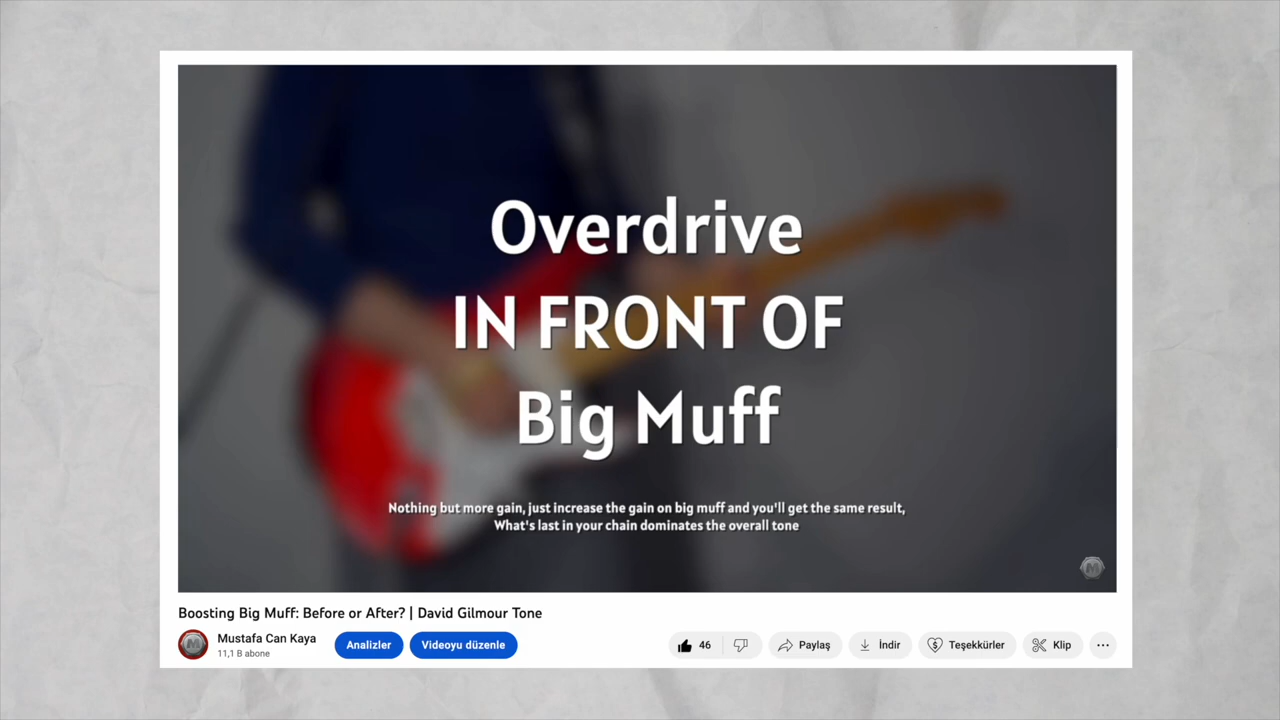 Overdrive
IN FRONT OF
Big Muff
Nothing but more gain, just increase the gain on big muff and you'll get the same result,
What's last in your chain dominates the overall tone
M
Boosting Big Muff: Before or After? | David Gilmour Tone
M
Mustafa Can Kaya
11,1 B abone
Analizler
Videoyu düzenle
46
Paylaş
İndir
Teşekkürler
Klip